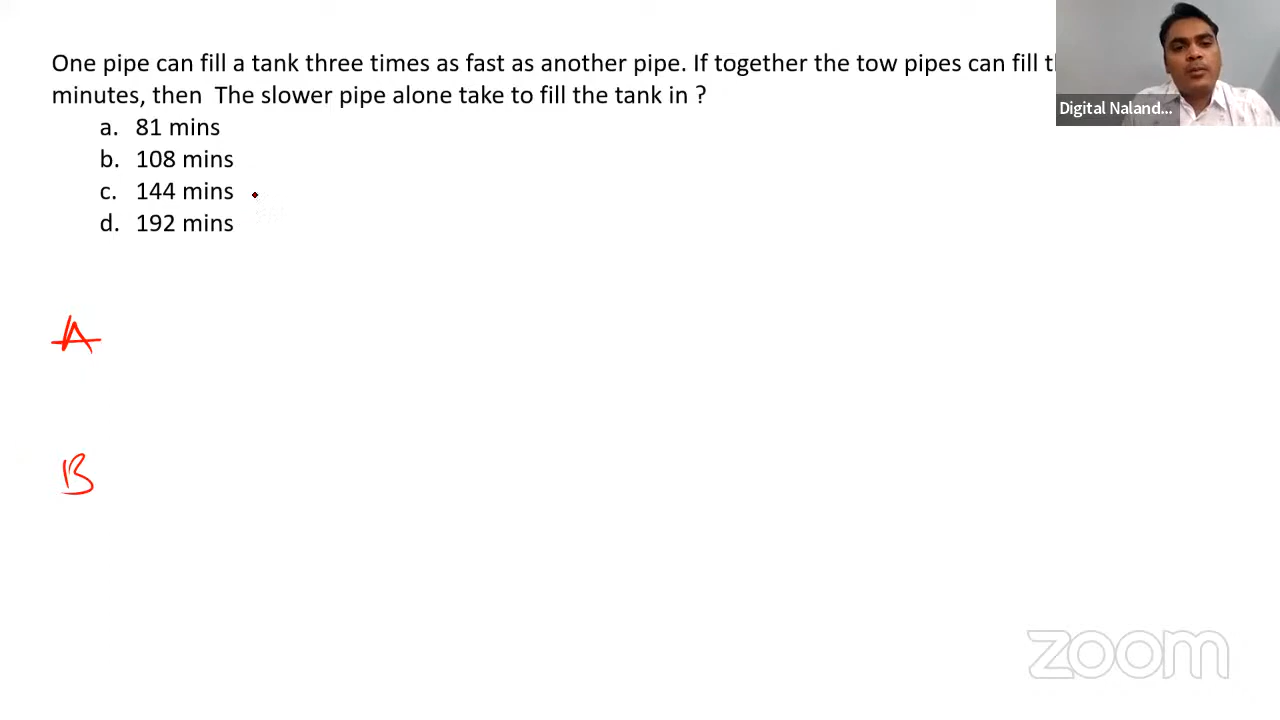 One pipe can fill a tank three times as fast as another pipe. If together the tow pipes can fill
minutes, then The slower pipe alone take to fill the tank in ?
a. 81 mins
b. 108 mins
c. 144 mins
d. 192 mins
Digital Naland...
A
B
zoom